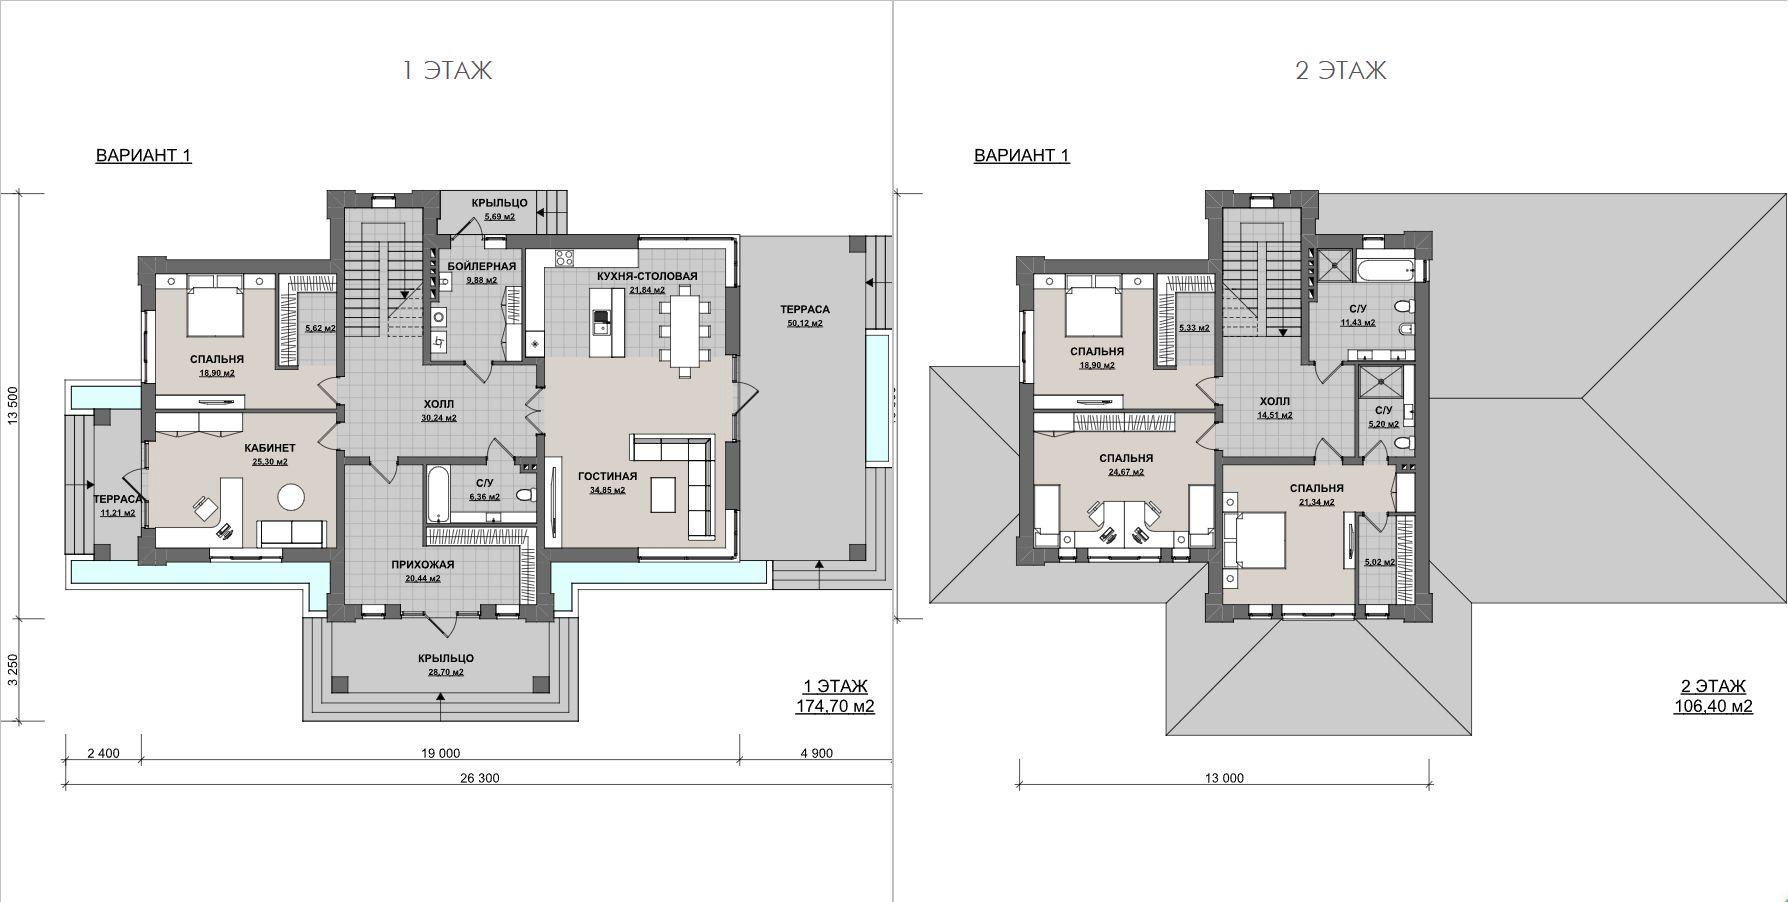 1 ЭТАЖ
ВАРИАНТ 1
КРЫЛЬЦО
5,69 м2
БОЙЛЕРНАЯ
9,88 м2
КУХНЯ-СТОЛОВАЯ
21,84 м2
ТЕРРАСА
50,12 м2
5,62 м2
СПАЛЬНЯ
18,90 м2
ХОЛЛ
30,24 м2
КАБИНЕТ
25,30 м2
ГОСТИНАЯ
34,85 м2
С/У
6,36 м2
ТЕРРАСА
11,21 м2
ПРИХОЖАЯ
20,44 м2
КРЫЛЬЦО
28,70 м2
1 ЭТАЖ
174,70 м2
13 500
3 250
2 400
19 000
4 900
26 300
2 ЭТАЖ
ВАРИАНТ 1
С/У
11,43 м2
5,33 м2
СПАЛЬНЯ
18,90 м2
ХОЛЛ
14,51 м2
С/У
5,20 м2
СПАЛЬНЯ
24,67 м2
СПАЛЬНЯ
21,34 м2
5,02 м2
2 ЭТАЖ
106,40 м2
13 000